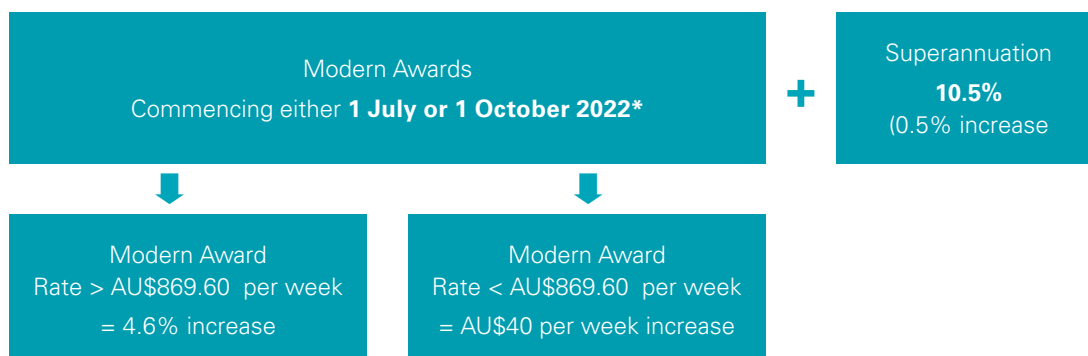 Modern Awards
Commencing either 1 July or 1 October 2022*
+
Superannuation
10.5%
(0.5% increase
Modern Award
Rate > AU$869.60 per week
= 4.6% increase
Modern Award
Rate < AU$869.60 per week
= AU$40 per week increase